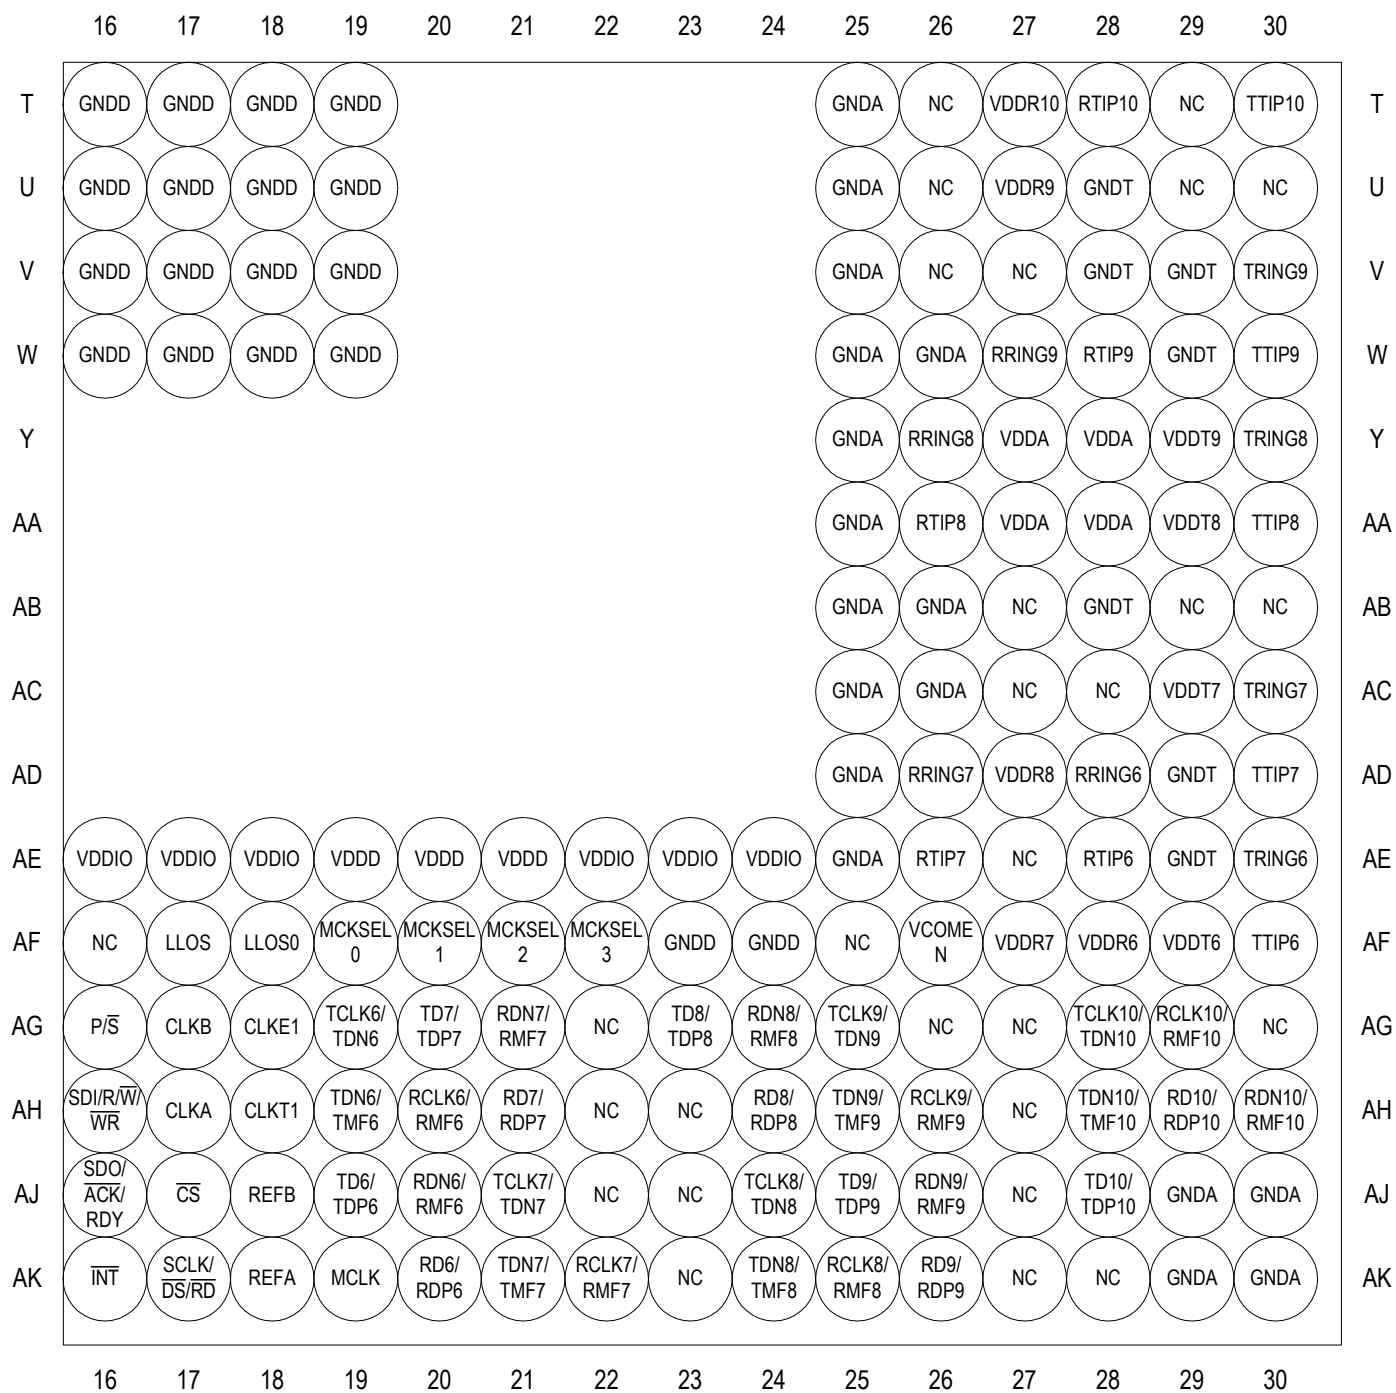 16 17 18 19 20 21 22 23 24 25 26 27 28 29 30
T GNDD GNDD GNDD GNDD GNDA NC VDDR10 RTIP10 NC TTIP10 T
U GNDD GNDD GNDD GNDD GNDA NC VDDR9 GNDT NC NC U
V GNDD GNDD GNDD GNDD GNDA NC NC GNDT GNDT TRING9 V
W GNDD GNDD GNDD GNDD GNDA GNDA RRING9 RTIP9 GNDT TTIP9 W
Y GNDA RRING8 VDDA VDDA VDDT9 TRING8 Y
AA GNDA RTIP8 VDDA VDDA VDDT8 TTIP8 AA
AB GNDA GNDA NC GNDT NC NC AB
AC GNDA GNDA NC NC VDDT7 TRING7 AC
AD GNDA RRING7 VDDR8 RRING6 GNDT TTIP7 AD
AE VDDIO VDDIO VDDIO VDDD VDDD VDDD VDDIO VDDIO VDDIO GNDA RTIP7 NC RTIP6 GNDT TRING6 AE
AF NC LLOS LLOS0 MCKSEL 0 MCKSEL 1 MCKSEL 2 MCKSEL 3 GNDD GNDD NC VCOME N VDDR7 VDDR6 VDDT6 TTIP6 AF
AG P/S̅ CLKB CLKE1 TCLK6/ TDN6 TD7/ TDP7 RDN7/ RMF7 NC TD8/ TDP8 RDN8/ RMF8 TCLK9/ TDN9 NC NC TCLK10/ TDN10 RCLK10/ RMF10 NC AG
AH SDI/R/W̅/ W̅R̅ CLKA CLKT1 TDN6/ TMF6 RCLK6/ RMF6 RD7/ RDP7 NC NC RD8/ RDP8 TDN9/ TMF9 RCLK9/ RMF9 NC TDN10/ TMF10 RD10/ RDP10 RDN10/ RMF10 AH
AJ SDO/ A̅C̅K̅/ RDY C̅S̅ REFB TD6/ TDP6 RDN6/ RMF6 TCLK7/ TDN7 NC NC TCLK8/ TDN8 TD9/ TDP9 RDN9/ RMF9 NC TD10/ TDP10 GNDA GNDA AJ
AK I̅N̅T̅ SCLK/ D̅S̅/R̅D̅ REFA MCLK RD6/ RDP6 TDN7/ TMF7 RCLK7/ RMF7 NC TDN8/ TMF8 RCLK8/ RMF8 RD9/ RDP9 NC NC GNDA GNDA AK
16 17 18 19 20 21 22 23 24 25 26 27 28 29 30